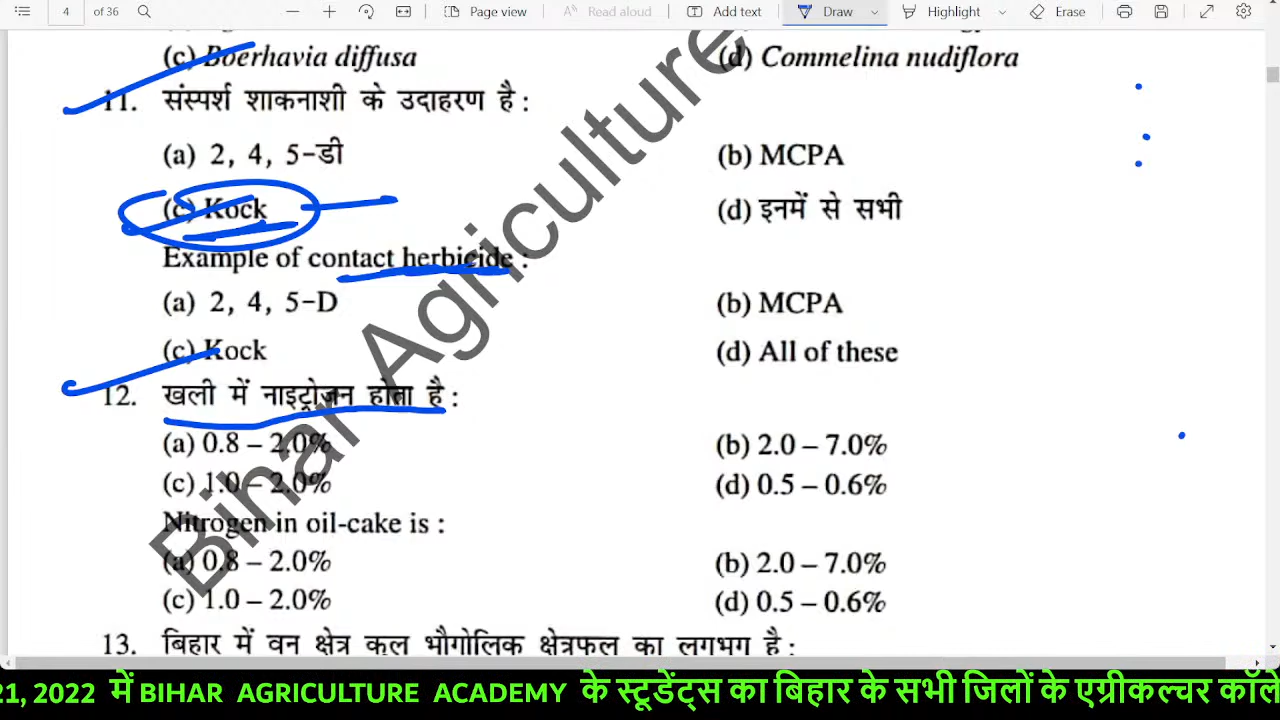 4 of 36 Page view Read aloud Add text Draw Highlight Erase
(c) Boerhavia diffusa (d) Commelina nudiflora
11. संस्पर्श शाकनाशी के उदाहरण है :
(a) 2, 4, 5-डी (b) MCPA
(c) Kock (d) इनमें से सभी
Example of contact herbicide :
(a) 2, 4, 5-D (b) MCPA
(c) Kock (d) All of these
12. खली में नाइट्रोजन होता है :
(a) 0.8 – 2.0% (b) 2.0 – 7.0%
(c) 1.0 – 2.0% (d) 0.5 – 0.6%
Nitrogen in oil-cake is :
(a) 0.8 – 2.0% (b) 2.0 – 7.0%
(c) 1.0 – 2.0% (d) 0.5 – 0.6%
13. बिहार में वन क्षेत्र कुल भौगोलिक क्षेत्रफल का लगभग है :
Bihar Agriculture
21, 2022 में BIHAR AGRICULTURE ACADEMY के स्टूडेंट्स का बिहार के सभी जिलों के एग्रीकल्चर कॉले